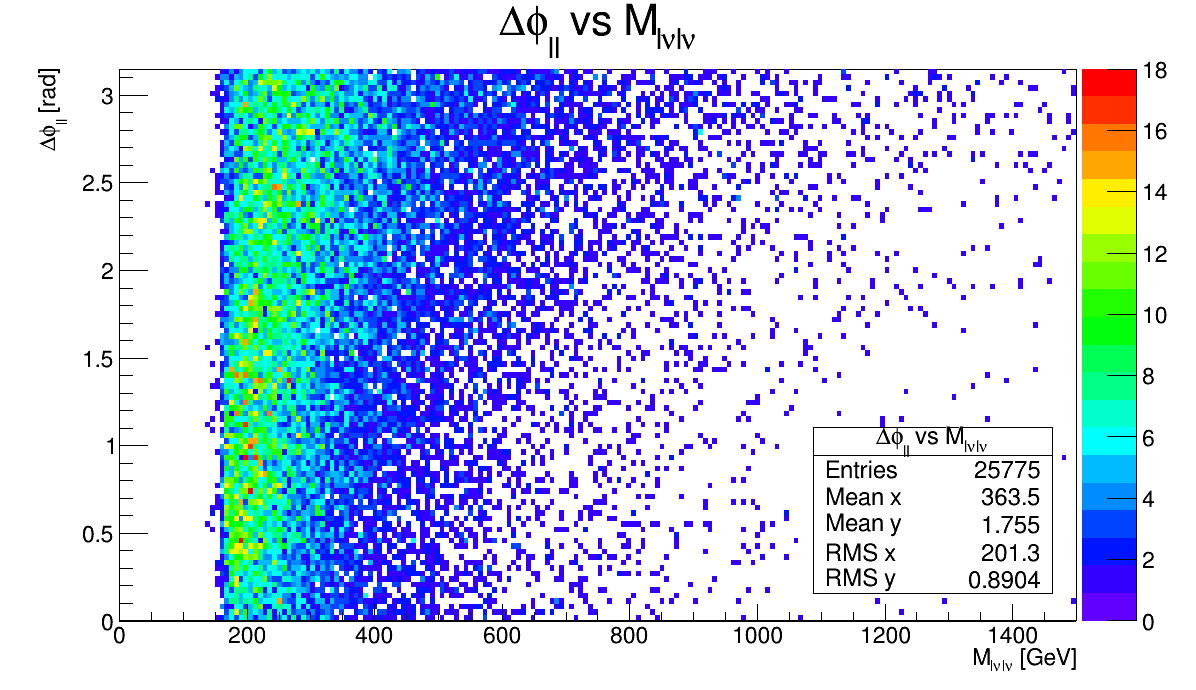 Δφ_ll vs M_lνlν
Δφ_ll [rad]
3
2.5
2
1.5
1
0.5
0
0 200 400 600 800 1000 1200 1400
M_lνlν [GeV]
18
16
14
12
10
8
6
4
2
0
Δφ_ll vs M_lνlν
Entries 25775
Mean x 363.5
Mean y 1.755
RMS x 201.3
RMS y 0.8904